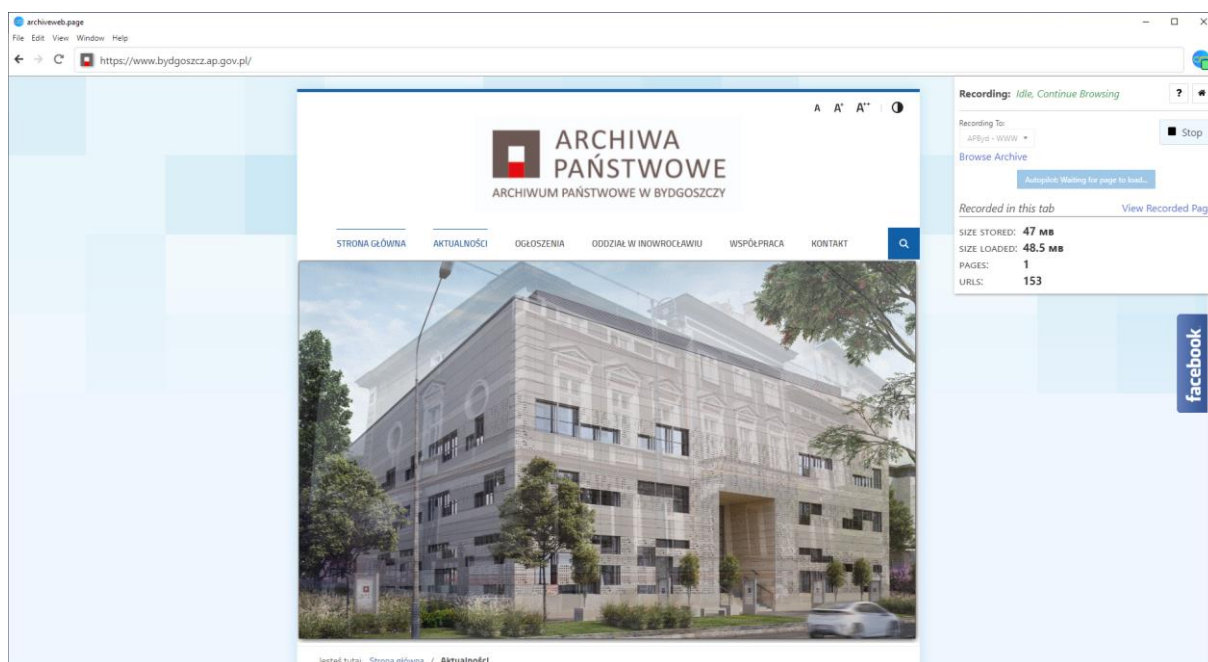 archiveweb.page
File Edit View Window Help
https://www.bydgoszcz.ap.gov.pl/
A A+ A++
ARCHIWA
PAŃSTWOWE
ARCHIWUM PAŃSTWOWE W BYDGOSZCZY
STRONA GŁÓWNA AKTUALNOŚCI OGŁOSZENIA ODDZIAŁ W INOWROCŁAWIU WSPÓŁPRACA KONTAKT
Recording: Idle, Continue Browsing ?
Recording To:
APByd - WWW
Stop
Browse Archive
Autopilot: Waiting for page to load...
Recorded in this tab View Recorded Pag
SIZE STORED: 47 MB
SIZE LOADED: 48.5 MB
PAGES: 1
URLS: 153
facebook
Jesteś tutaj: Strona główna / Aktualności